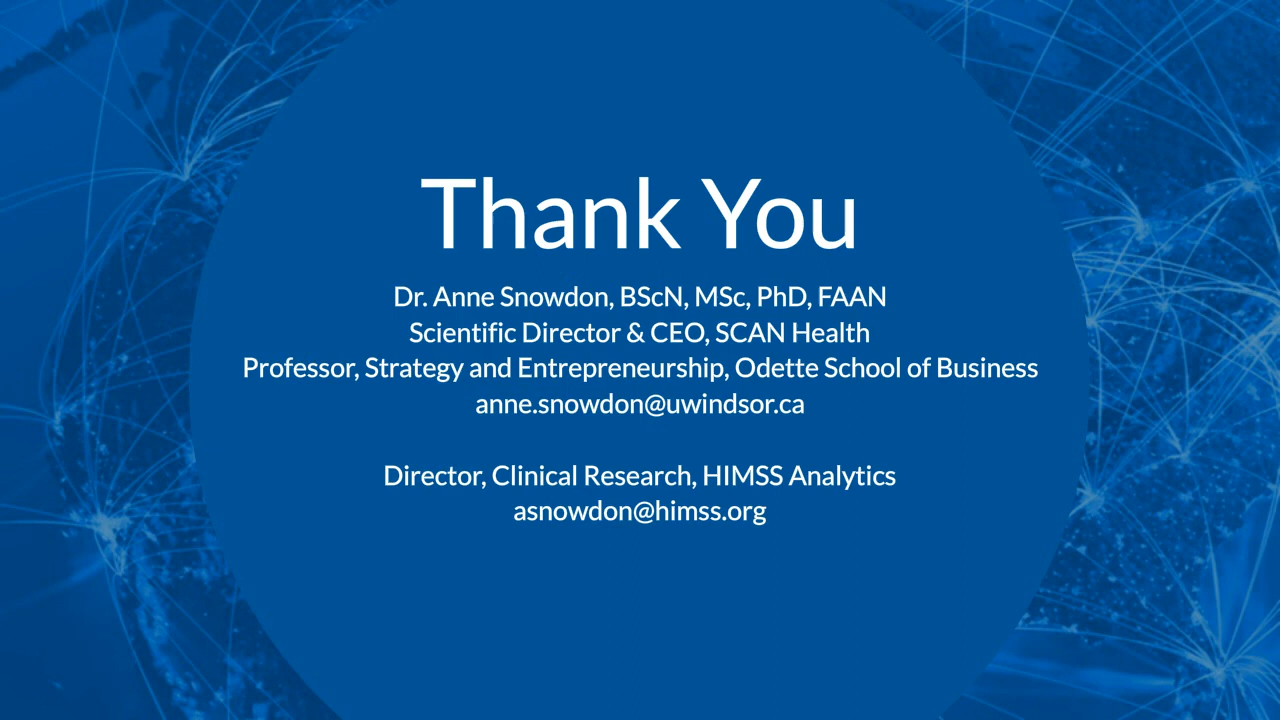 Thank You
Dr. Anne Snowdon, BScN, MSc, PhD, FAAN
Scientific Director & CEO, SCAN Health
Professor, Strategy and Entrepreneurship, Odette School of Business
anne.snowdon@uwindsor.ca
Director, Clinical Research, HIMSS Analytics
asnowdon@himss.org